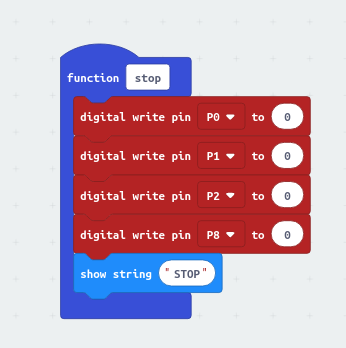 function stop
digital write pin P0 to 0
digital write pin P1 to 0
digital write pin P2 to 0
digital write pin P8 to 0
show string "STOP"